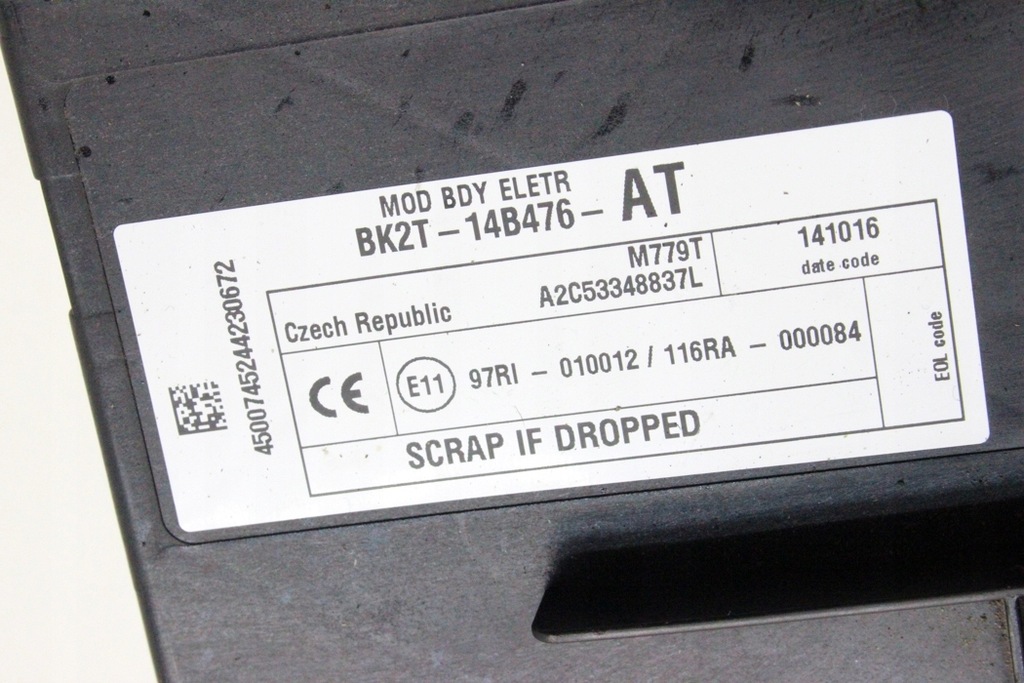 MOD BDY ELETR
BK2T-14B476-AT
M779T
Czech Republic A2C53348837L
141016
date code
CE
E11
97RI - 010012 / 116RA - 000084
EOL code
SCRAP IF DROPPED
4500745244230672